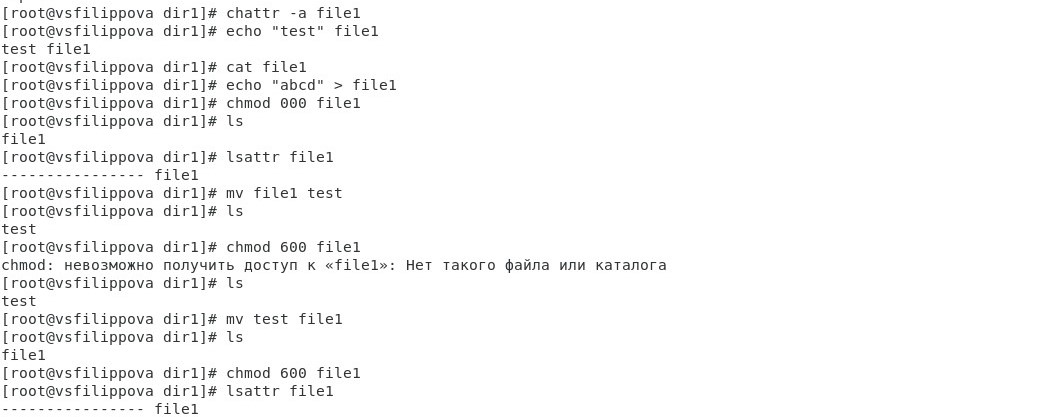 [root@vsfilippova dir1]# chattr -a file1
[root@vsfilippova dir1]# echo "test" file1
test file1
[root@vsfilippova dir1]# cat file1
[root@vsfilippova dir1]# echo "abcd" > file1
[root@vsfilippova dir1]# chmod 000 file1
[root@vsfilippova dir1]# ls
file1
[root@vsfilippova dir1]# lsattr file1
---------------- file1
[root@vsfilippova dir1]# mv file1 test
[root@vsfilippova dir1]# ls
test
[root@vsfilippova dir1]# chmod 600 file1
chmod: невозможно получить доступ к «file1»: Нет такого файла или каталога
[root@vsfilippova dir1]# ls
test
[root@vsfilippova dir1]# mv test file1
[root@vsfilippova dir1]# ls
file1
[root@vsfilippova dir1]# chmod 600 file1
[root@vsfilippova dir1]# lsattr file1
---------------- file1